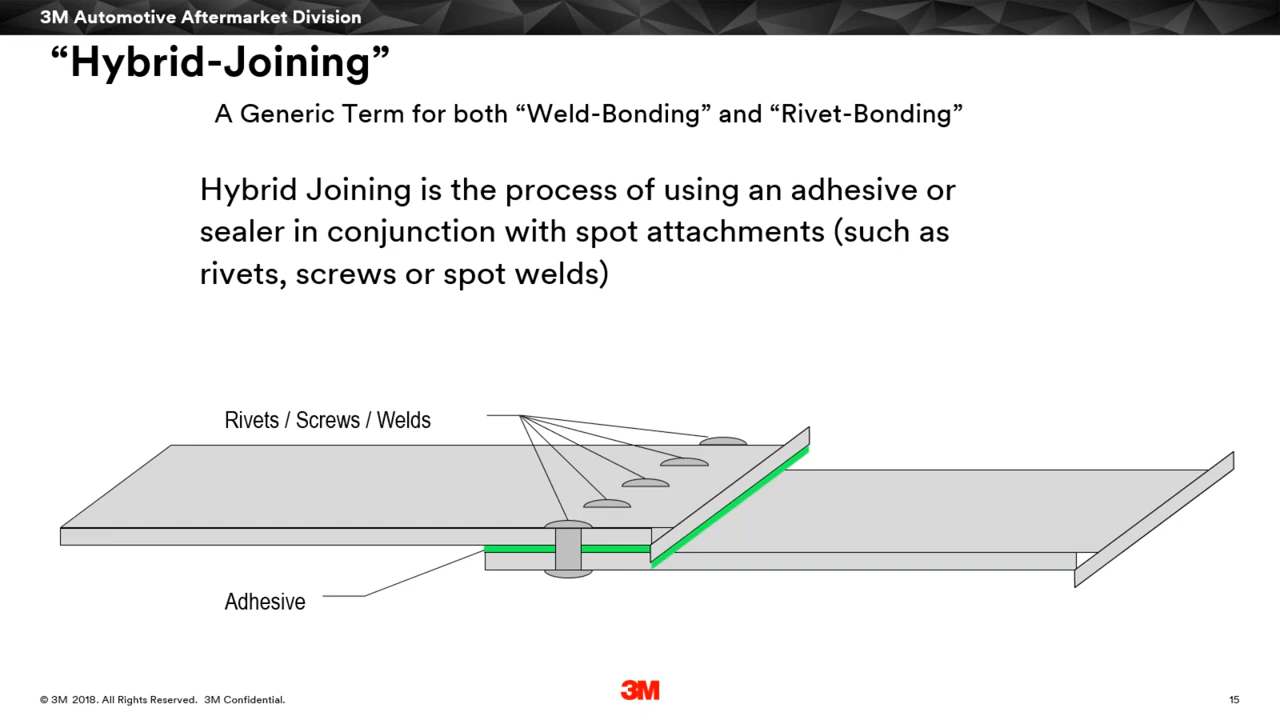 3M Automotive Aftermarket Division
“Hybrid-Joining”
A Generic Term for both “Weld-Bonding” and “Rivet-Bonding”
Hybrid Joining is the process of using an adhesive or
sealer in conjunction with spot attachments (such as
rivets, screws or spot welds)
Rivets / Screws / Welds
Adhesive
© 3M 2018. All Rights Reserved. 3M Confidential.
3M
15